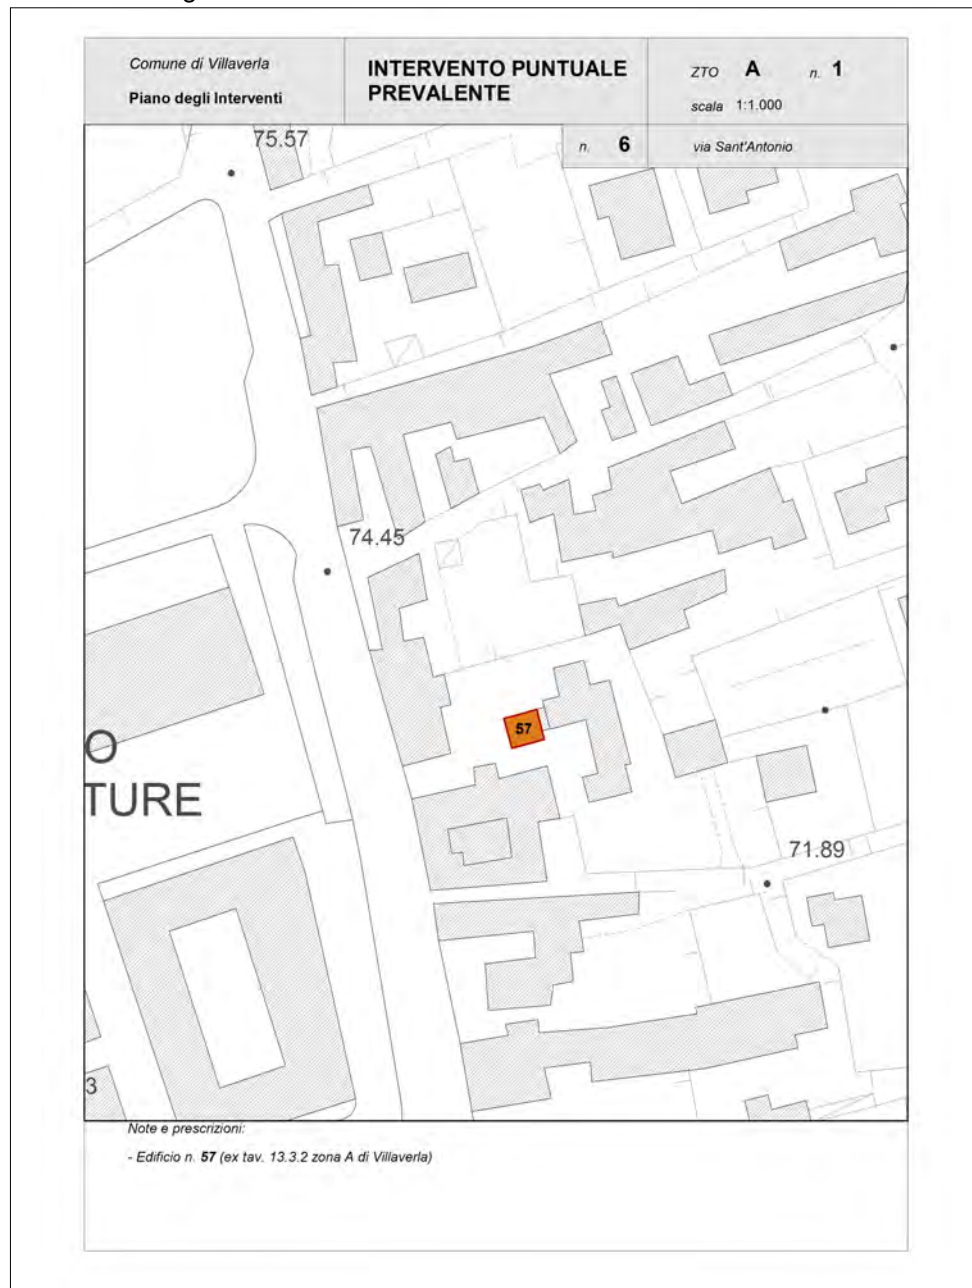 Comune di Villaverla
Piano degli Interventi
INTERVENTO PUNTUALE
PREVALENTE
ZTO A n. 1
scala 1:1.000
n. 6
via Sant'Antonio
75.57
74.45
57
O
TURE
71.89
3
Note e prescrizioni:
- Edificio n. 57 (ex tav. 13.3.2 zona A di Villaverla)